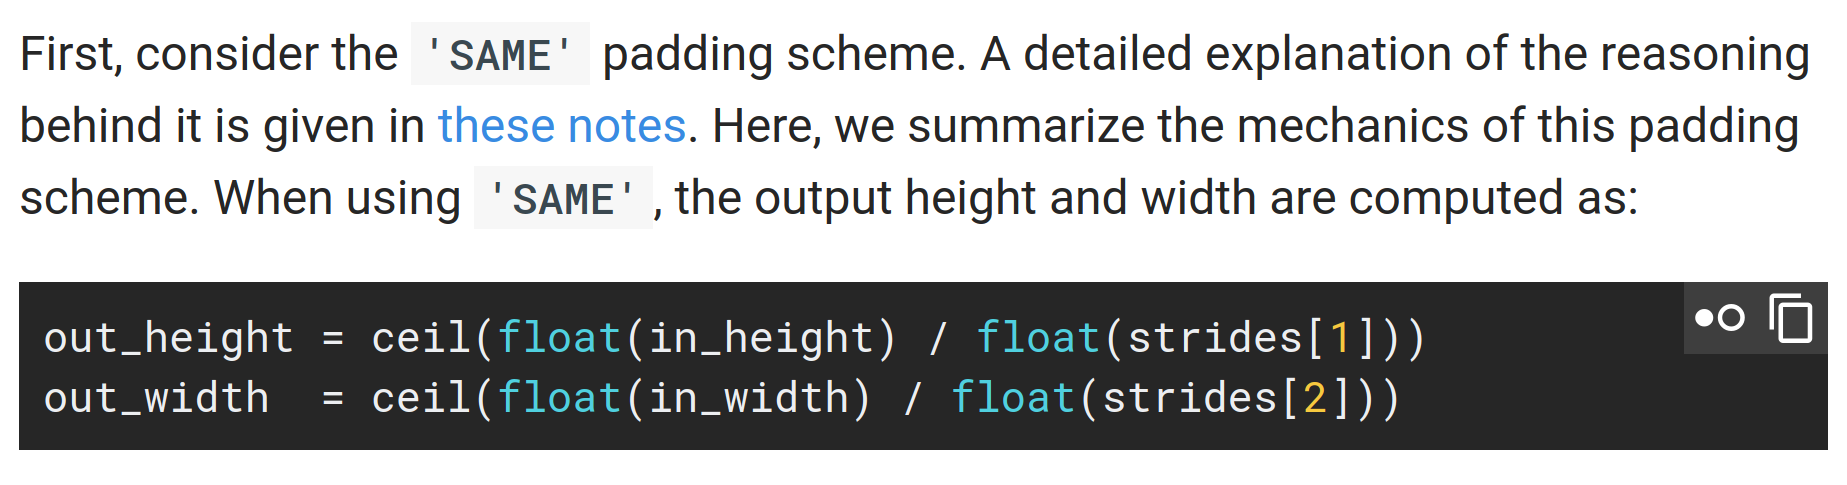 First, consider the 'SAME' padding scheme. A detailed explanation of the reasoning
behind it is given in these notes. Here, we summarize the mechanics of this padding
scheme. When using 'SAME', the output height and width are computed as:
out_height = ceil(float(in_height) / float(strides[1]))
out_width  = ceil(float(in_width) / float(strides[2]))